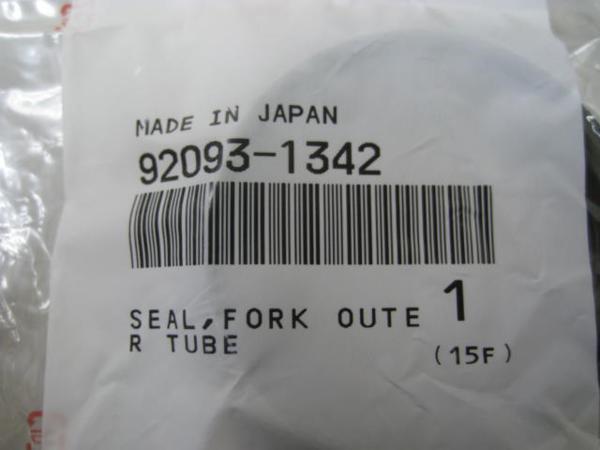 MADE IN JAPAN
92093-1342
SEAL,FORK OUTE 1
R TUBE (15F)